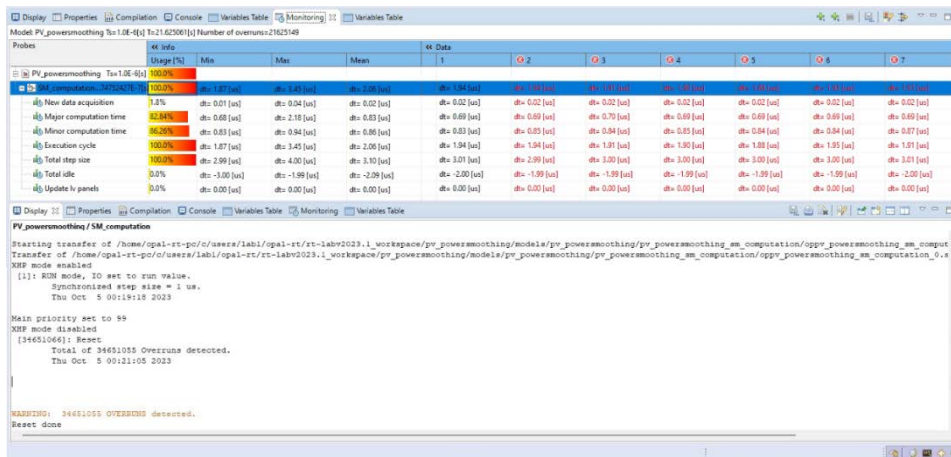 Display Properties Compilation Console Variables Table Monitoring Variables Table
Model: PV_powersmoothing Ts=1.0E-6[s] T=21.625061[s] Number of overruns=21625149
Probes Info Data
Usage [%] Min Max Mean 1 2 3 4 5 6 7
PV_powersmoothing Ts=1.0E-6[s] 100.0%
SM_computation... 100.0% dt= 1.87 [us] dt= 3.45 [us] dt= 2.06 [us] dt= 1.94 [us]
New data acquisition 1.8% dt= 0.01 [us] dt= 0.04 [us] dt= 0.02 [us] dt= 0.02 [us] dt= 0.02 [us] dt= 0.02 [us] dt= 0.02 [us] dt= 0.02 [us] dt= 0.02 [us] dt= 0.02 [us]
Major computation time 82.84% dt= 0.68 [us] dt= 2.18 [us] dt= 0.83 [us] dt= 0.69 [us] dt= 0.69 [us] dt= 0.70 [us] dt= 0.69 [us] dt= 0.69 [us] dt= 0.69 [us] dt= 0.69 [us]
Minor computation time 86.26% dt= 0.83 [us] dt= 0.94 [us] dt= 0.86 [us] dt= 0.83 [us] dt= 0.85 [us] dt= 0.84 [us] dt= 0.85 [us] dt= 0.84 [us] dt= 0.84 [us] dt= 0.87 [us]
Execution cycle 100.0% dt= 1.87 [us] dt= 3.45 [us] dt= 2.06 [us] dt= 1.94 [us] dt= 1.94 [us] dt= 1.91 [us] dt= 1.90 [us] dt= 1.88 [us] dt= 1.95 [us] dt= 1.91 [us]
Total step size 100.0% dt= 2.99 [us] dt= 4.00 [us] dt= 3.10 [us] dt= 3.01 [us] dt= 2.99 [us] dt= 3.00 [us] dt= 3.00 [us] dt= 3.00 [us] dt= 3.00 [us] dt= 3.01 [us]
Total idle 0.0% dt= -3.00 [us] dt= -1.99 [us] dt= -2.09 [us] dt= -2.00 [us] dt= -1.99 [us] dt= -1.99 [us] dt= -1.99 [us] dt= -1.99 [us] dt= -1.99 [us] dt= -2.00 [us]
Update lv panels 0.0% dt= 0.00 [us] dt= 0.00 [us] dt= 0.00 [us] dt= 0.00 [us] dt= 0.00 [us] dt= 0.00 [us] dt= 0.00 [us] dt= 0.00 [us] dt= 0.00 [us] dt= 0.00 [us]
Display Properties Compilation Console Variables Table Monitoring Variables Table
PV_powersmoothing / SM_computation
Starting transfer of /home/opal-rt-pc/c/users/lab1/opal-rt/rt-labv2023.1_workspace/pv_powersmoothing/models/pv_powersmoothing/pv_powersmoothing_sm_computation/oppv_powersmoothing_sm_comput
Transfer of /home/opal-rt-pc/c/users/lab1/opal-rt/rt-labv2023.1_workspace/pv_powersmoothing/models/pv_powersmoothing/pv_powersmoothing_sm_computation/oppv_powersmoothing_sm_computation_0.s
XHP mode enabled
[1]: RUN mode, IO set to run value.
Synchronized step size = 1 us.
Thu Oct 5 00:19:18 2023
Main priority set to 99
XHP mode disabled
[34651066]: Reset
Total of 34651055 Overruns detected.
Thu Oct 5 00:21:05 2023
WARNING: 34651055 OVERRUNS detected.
Reset done